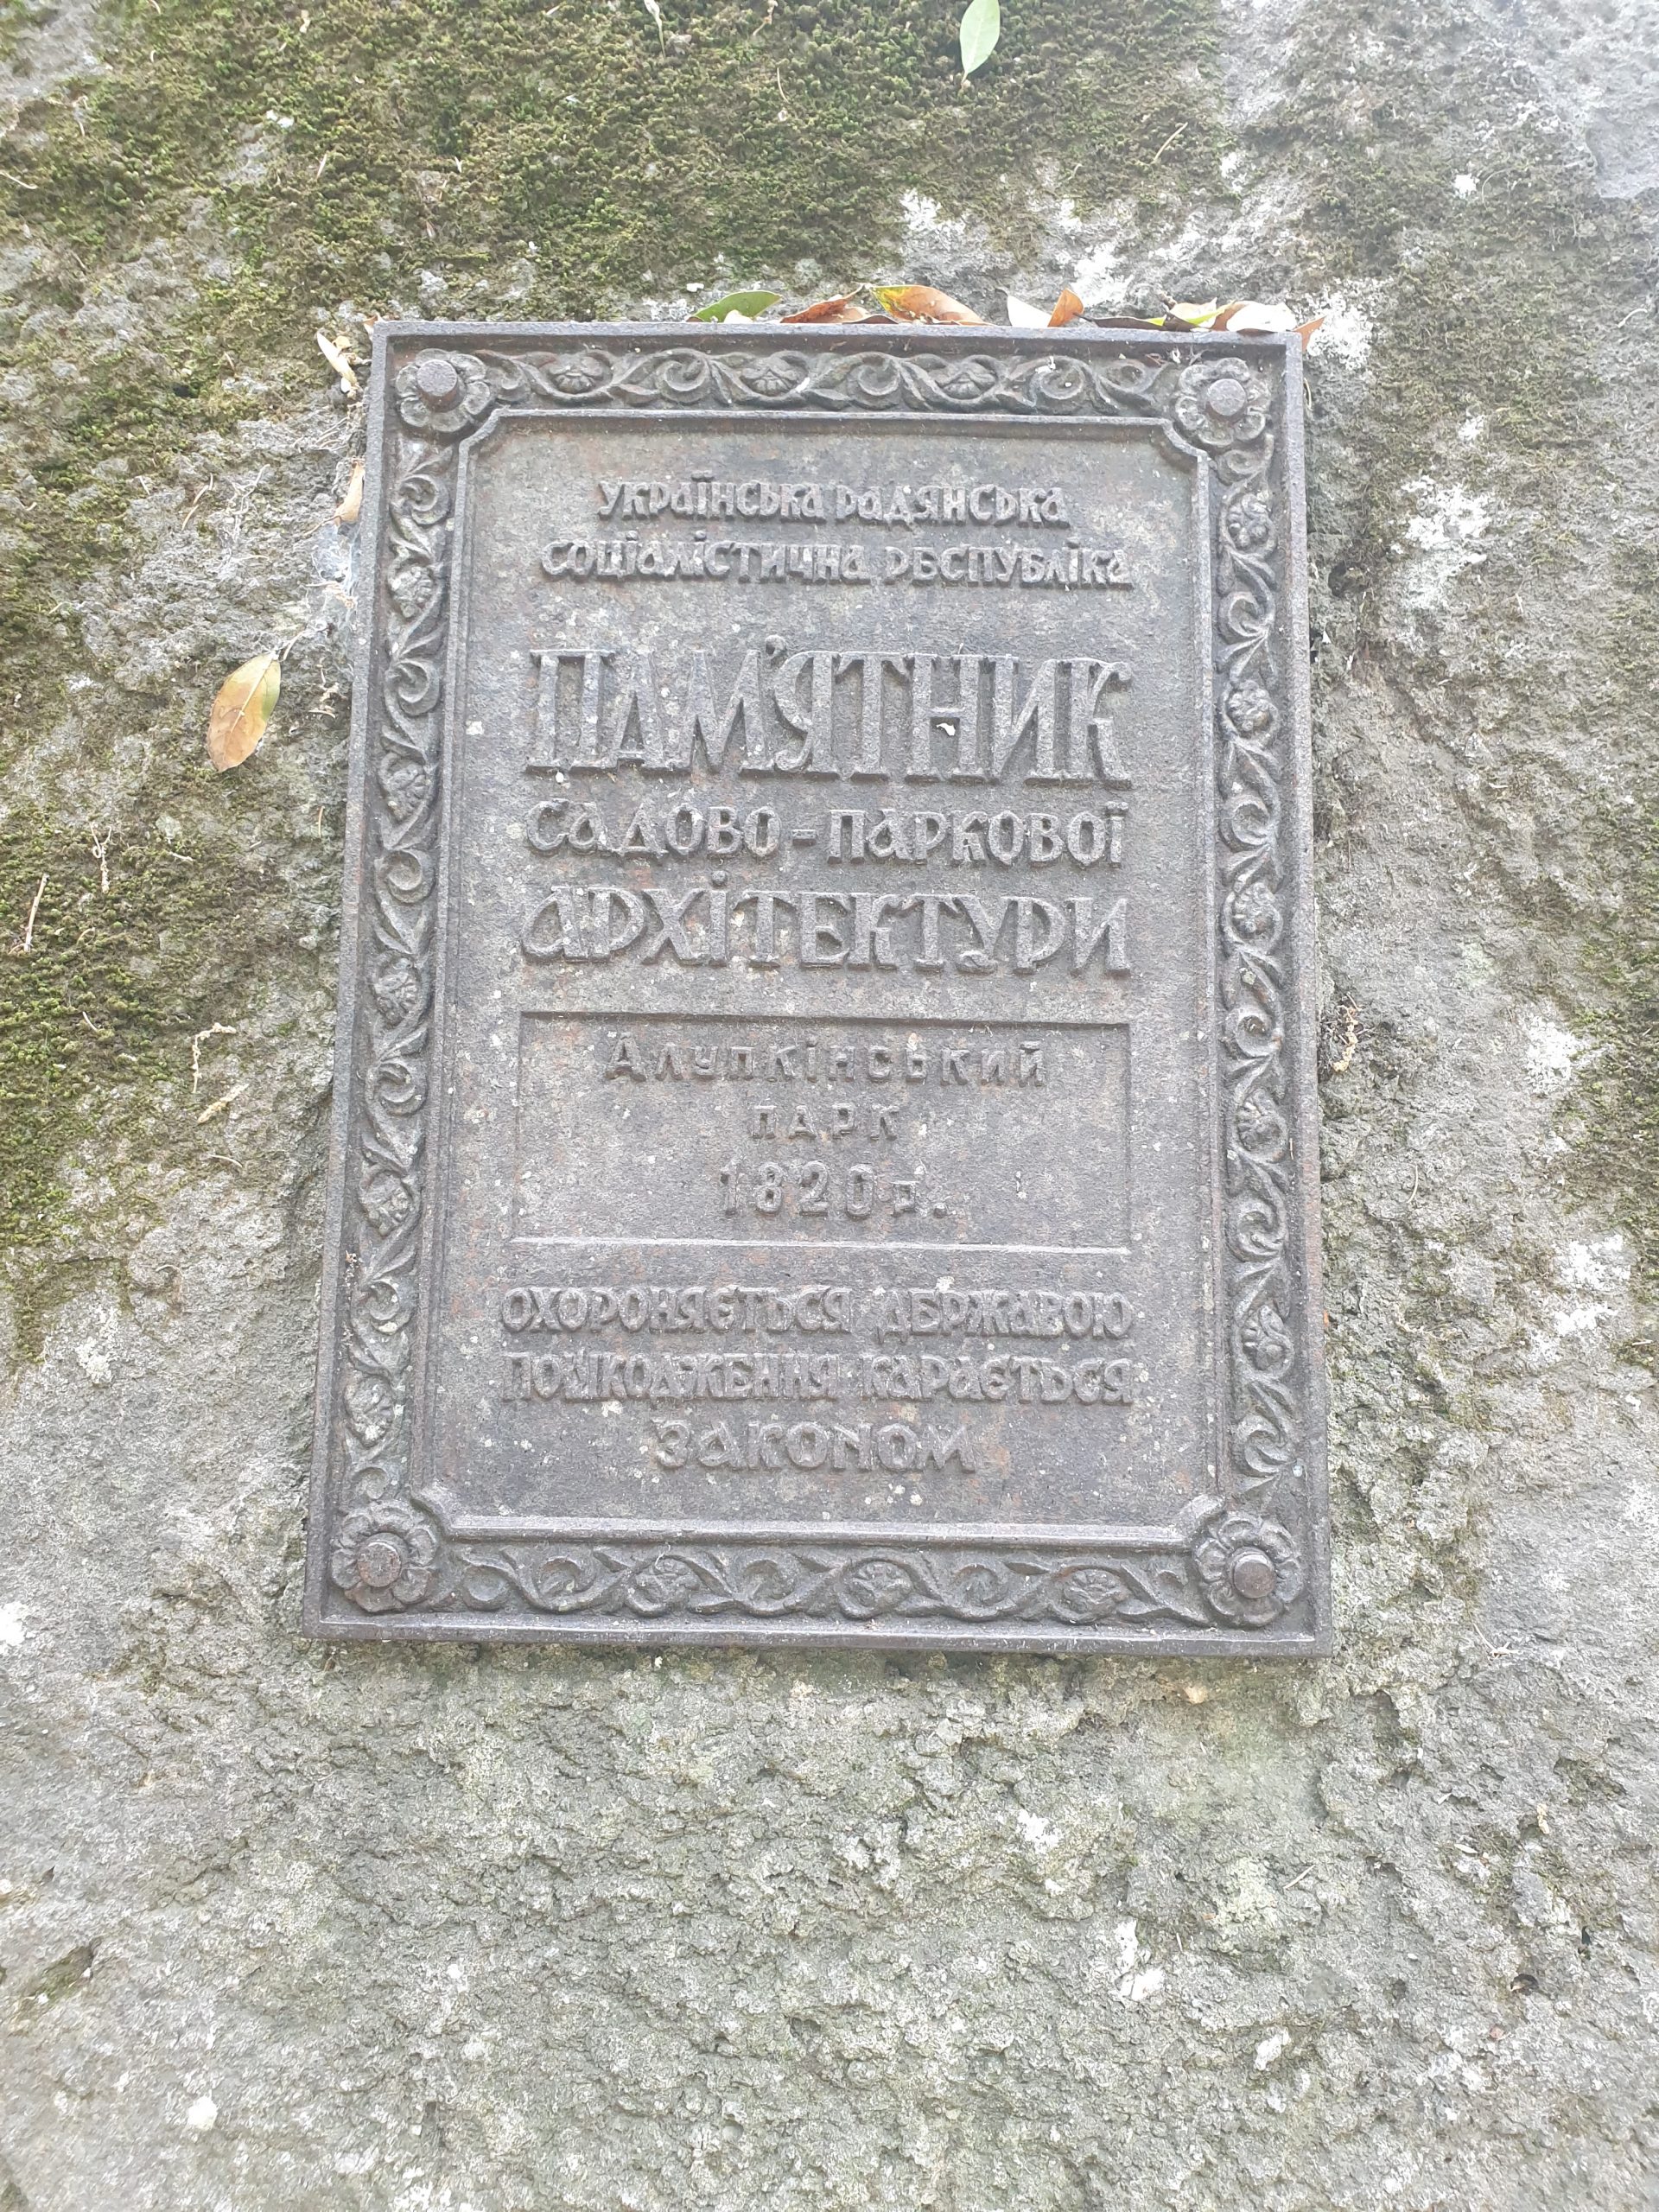 Українська Радянська
Соціалістична Республіка
ПАМ'ЯТНИК
САДОВО-ПАРКОВОЇ
АРХІТЕКТУРИ
Алупкінський
парк
1820 р.
ОХОРОНЯЄТЬСЯ ДЕРЖАВОЮ
ПОШКОДЖЕННЯ КАРАЄТЬСЯ
ЗАКОНОМ